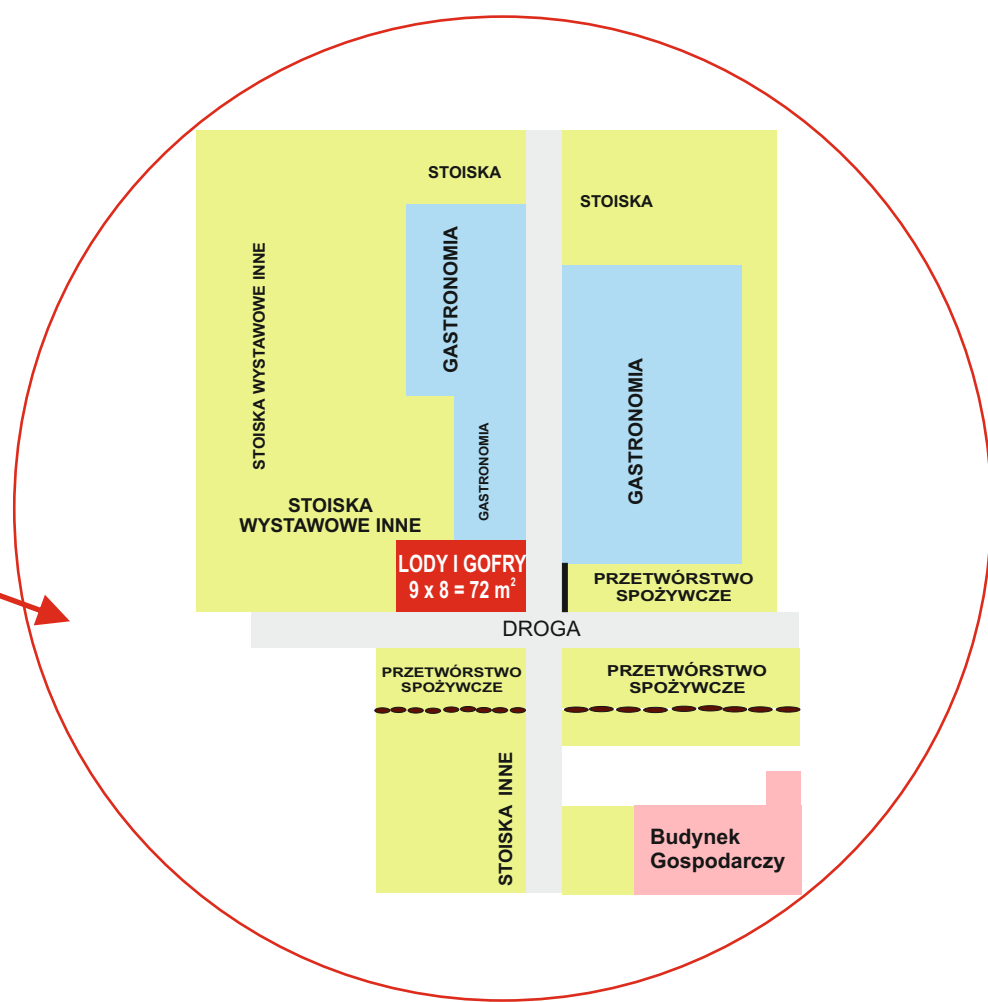 STOISKA
STOISKA
STOISKA WYSTAWOWE INNE
GASTRONOMIA
GASTRONOMIA
GASTRONOMIA
STOISKA
WYSTAWOWE INNE
LODY I GOFRY
9 x 8 = 72 m²
PRZETWÓRSTWO
SPOŻYWCZE
DROGA
PRZETWÓRSTWO
SPOŻYWCZE
PRZETWÓRSTWO
SPOŻYWCZE
STOISKA INNE
Budynek
Gospodarczy